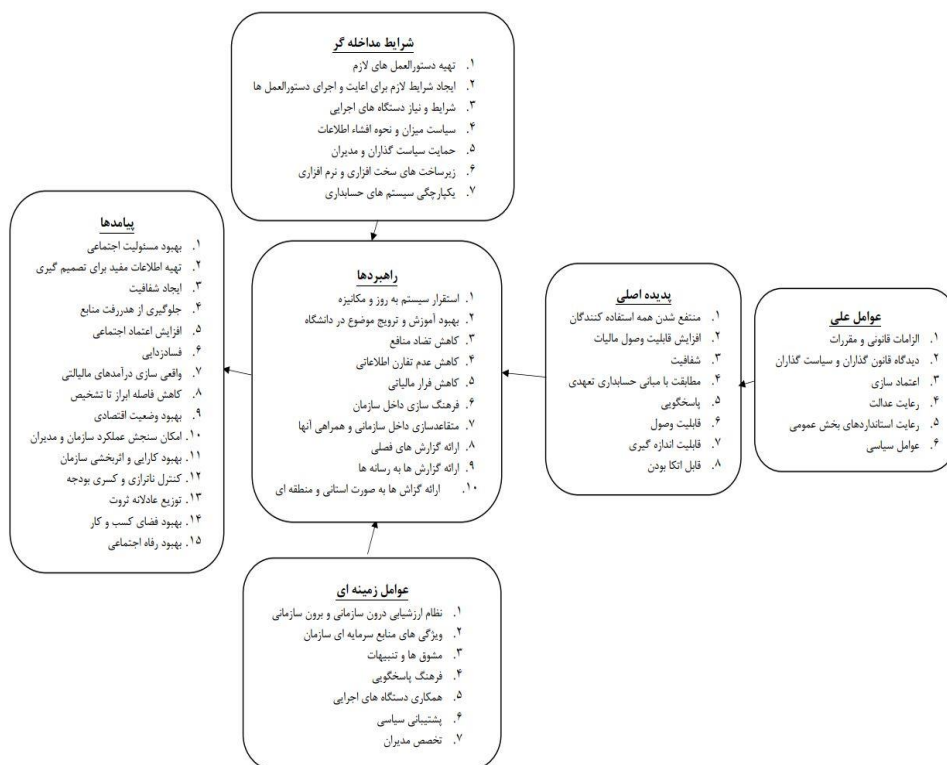 شرایط مداخله گر
۱. تهیه دستورالعمل های لازم
۲. ایجاد شرایط لازم برای اعایت و اجرای دستورالعمل ها
۳. شرایط و نیاز دستگاه های اجرایی
۴. سیاست میزان و نحوه افشاء اطلاعات
۵. حمایت سیاست گذاران و مدیران
۶. زیرساخت های سخت افزاری و نرم افزاری
۷. یکپارچگی سیستم های حسابداری
عوامل علی
۱. الزامات قانونی و مقررات
۲. دیدگاه قانون گذاران و سیاست گذاران
۳. اعتماد سازی
۴. رعایت عدالت
۵. رعایت استانداردهای بخش عمومی
۶. عوامل سیاسی
پدیده اصلی
۱. منتفع شدن همه استفاده کنندگان
۲. افزایش قابلیت وصول مالیات
۳. شفافیت
۴. مطابقت با مبانی حسابداری تعهدی
۵. پاسخگویی
۶. قابلیت وصول
۷. قابلیت اندازه گیری
۸. قابل اتکا بودن
راهبردها
۱. استقرار سیستم به روز و مکانیزه
۲. بهبود آموزش و ترویج موضوع در دانشگاه
۳. کاهش تضاد منافع
۴. کاهش عدم تقارن اطلاعاتی
۵. کاهش فرار مالیاتی
۶. فرهنگ سازی داخل سازمان
۷. متقاعدسازی داخل سازمانی و همراهی آنها
۸. ارائه گزارش های فصلی
۹. ارائه گزارش ها به رسانه ها
۱۰. ارائه گزاش ها به صورت استانی و منطقه ای
پیامدها
۱. بهبود مسئولیت اجتماعی
۲. تهیه اطلاعات مفید برای تصمیم گیری
۳. ایجاد شفافیت
۴. جلوگیری از هدررفت منابع
۵. افزایش اعتماد اجتماعی
۶. فسادزدایی
۷. واقعی سازی درآمدهای مالیالتی
۸. کاهش فاصله ابراز تا تشخیص
۹. بهبود وضعیت اقتصادی
۱۰. امکان سنجش عملکرد سازمان و مدیران
۱۱. بهبود کارایی و اثربخشی سازمان
۱۲. کنترل ناترازی و کسری بودجه
۱۳. توزیع عادلانه ثروت
۱۴. بهبود فضای کسب و کار
۱۵. بهبود رفاه اجتماعی
عوامل زمینه ای
۱. نظام ارزشیابی درون سازمانی و برون سازمانی
۲. ویژگی های منابع سرمایه ای سازمان
۳. مشوق ها و تنبیهات
۴. فرهنگ پاسخگویی
۵. همکاری دستگاه های اجرایی
۶. پشتیبانی سیاسی
۷. تخصص مدیران